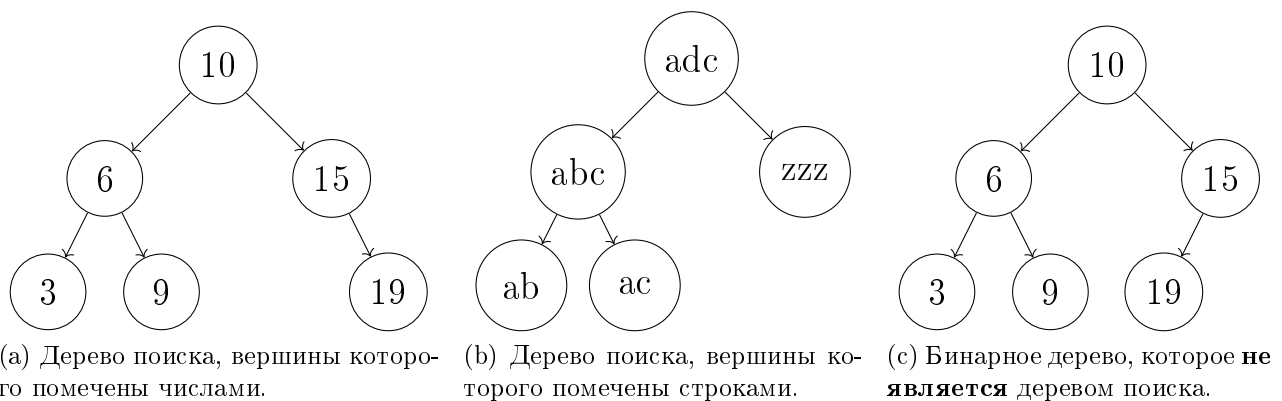 10
6
15
3
9
19
(a) Дерево поиска, вершины которо-
го помечены числами.
adc
abc
zzz
ab
ac
(b) Дерево поиска, вершины ко-
торого помечены строками.
10
6
15
3
9
19
(c) Бинарное дерево, которое не
является деревом поиска.